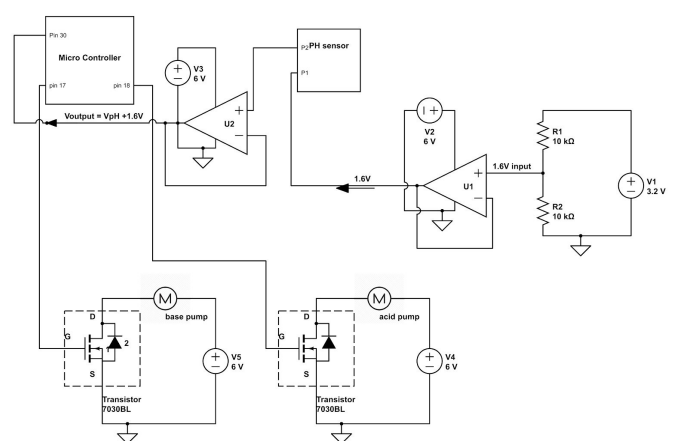 Pin 30
Micro Controller
pin 17
pin 18
V3
6 V
P2
PH sensor
P1
Voutput = VpH +1.6V
U2
V2
6 V
R1
10 kΩ
1.6V input
1.6V
U1
V1
3.2 V
R2
10 kΩ
M
base pump
M
acid pump
D
G
2
S
V5
6 V
D
G
S
V4
6 V
Transistor
7030BL
Transistor
7030BL